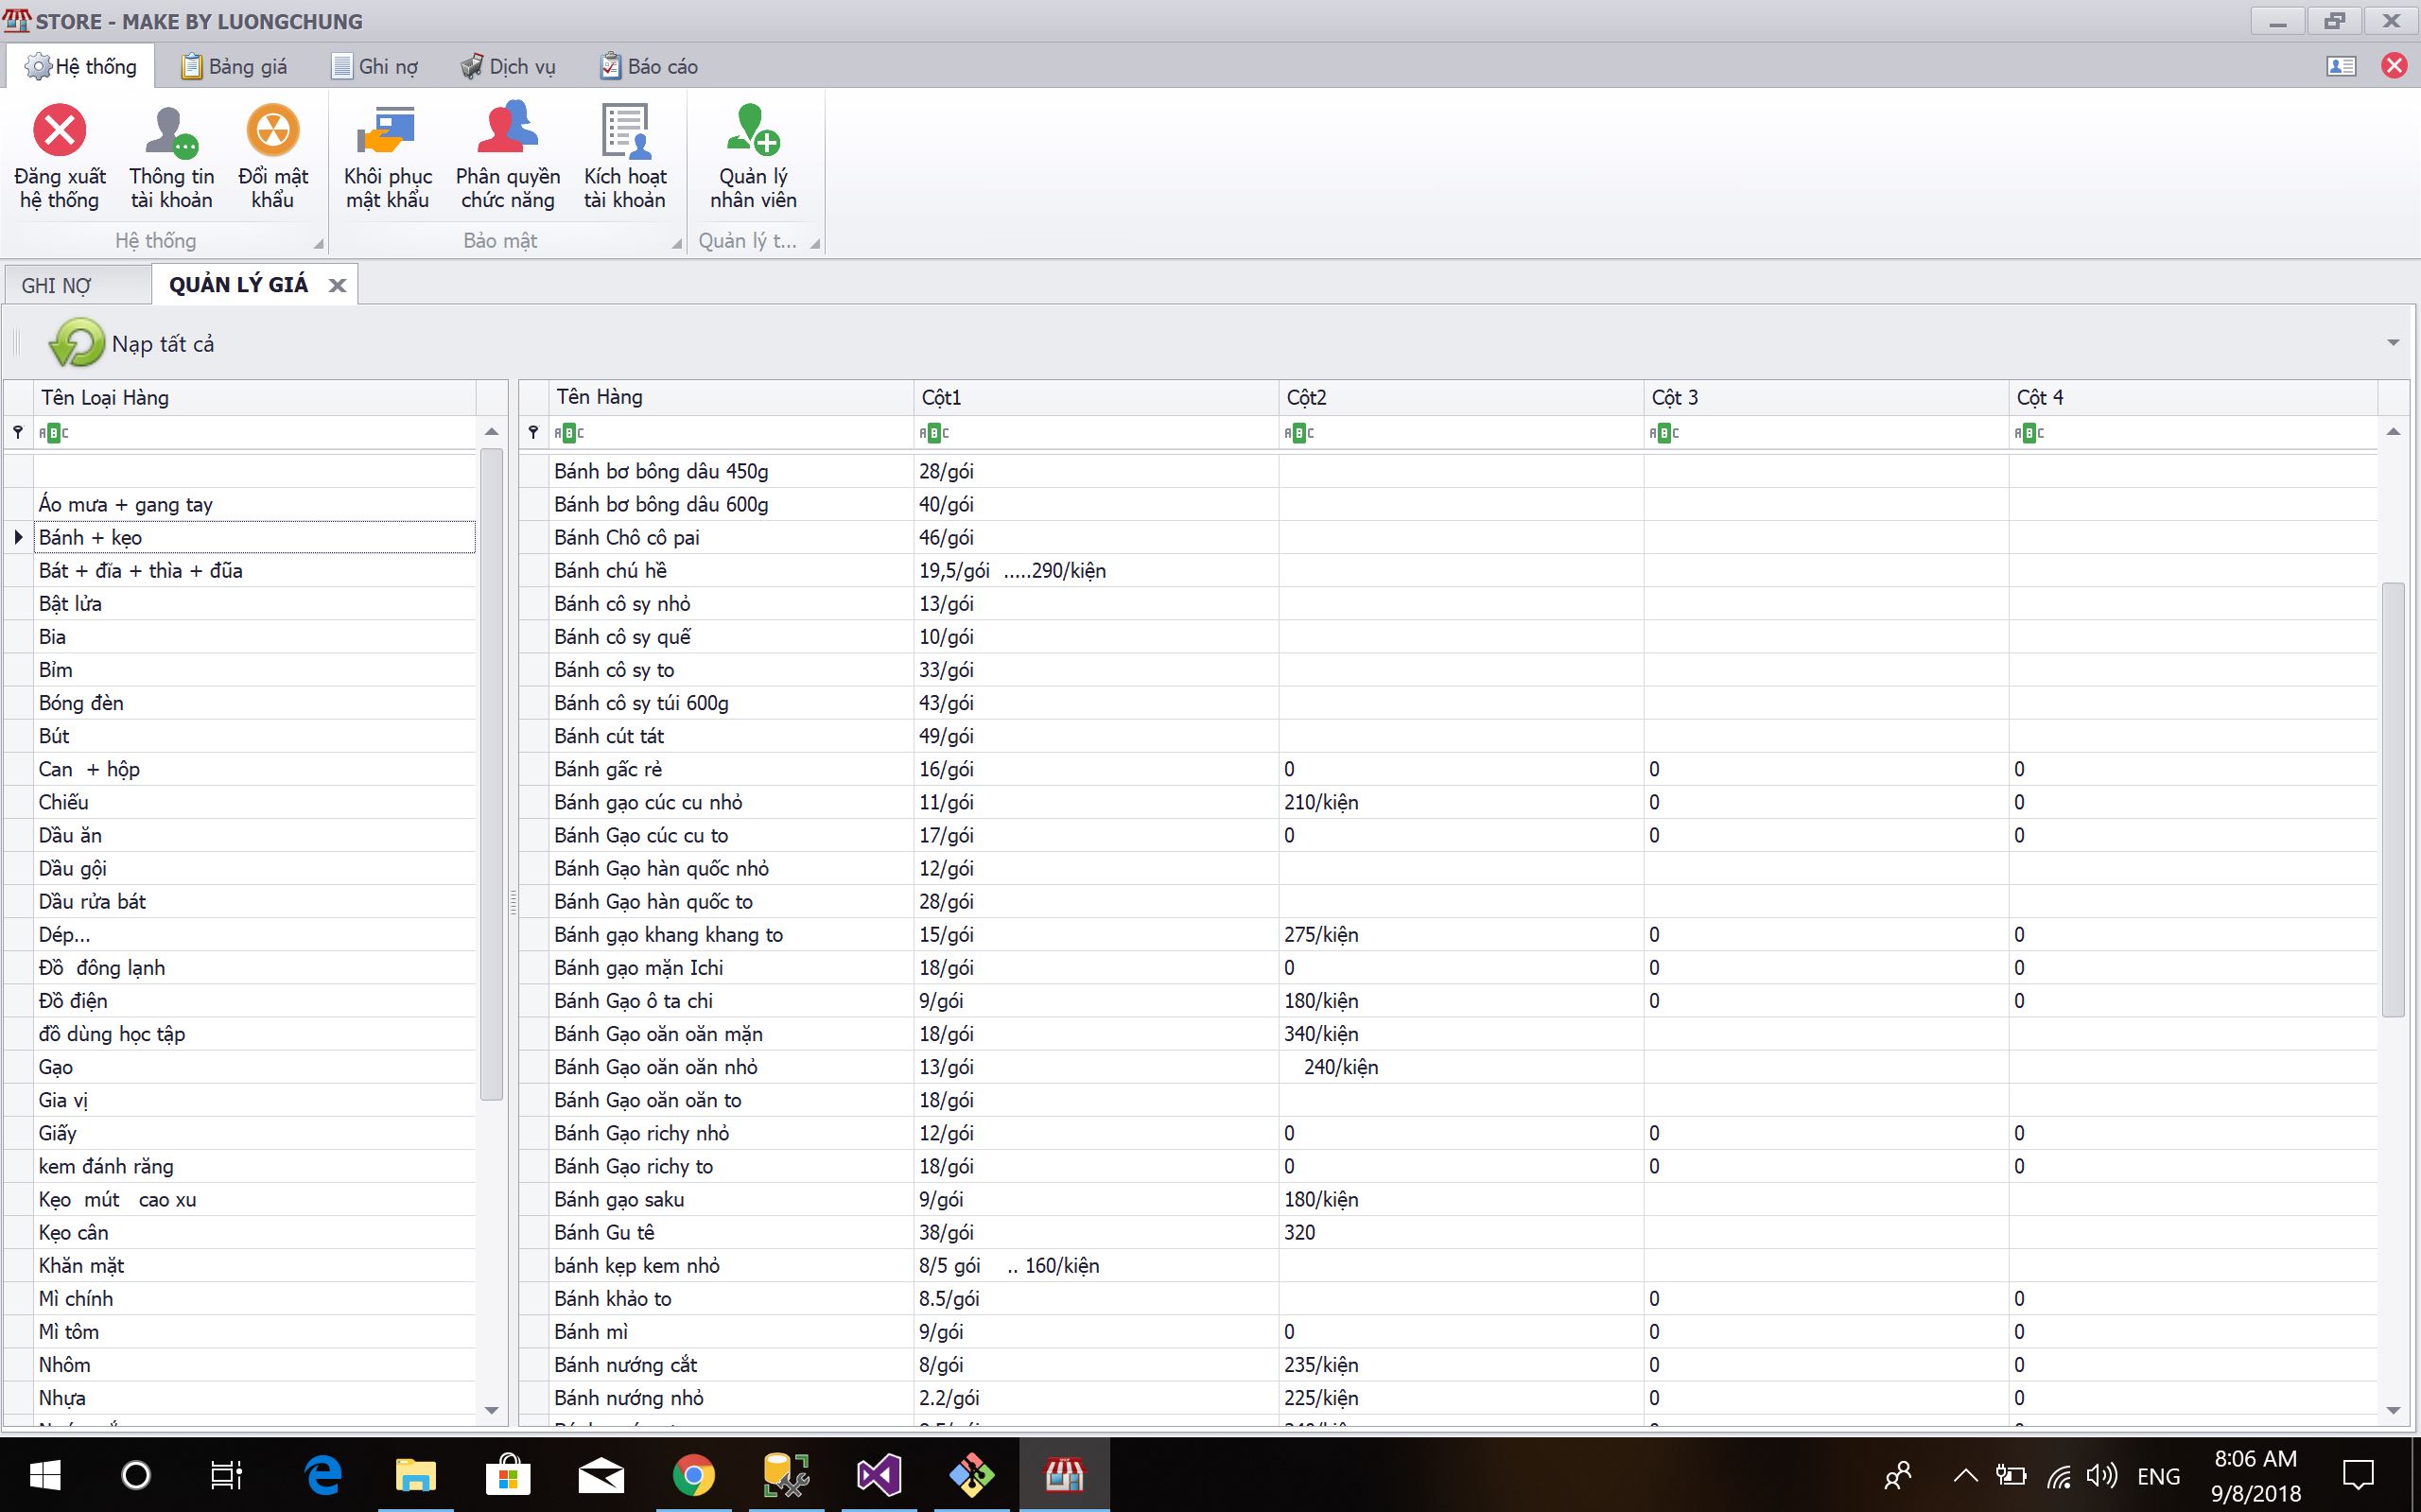 STORE - MAKE BY LUONGCHUNG
Hệ thống Bảng giá Ghi nợ Dịch vụ Báo cáo
Đăng xuất hệ thống Thông tin tài khoản Đổi mật khẩu Khôi phục mật khẩu Phân quyền chức năng Kích hoạt tài khoản Quản lý nhân viên
Hệ thống Bảo mật Quản lý t...
GHI NỢ QUẢN LÝ GIÁ
Nạp tất cả
Tên Loại Hàng
Áo mưa + gang tay
Bánh + kẹo
Bát + đĩa + thìa + đũa
Bật lửa
Bia
Bỉm
Bóng đèn
Bút
Can + hộp
Chiếu
Dầu ăn
Dầu gội
Dầu rửa bát
Dép...
Đồ đông lạnh
Đồ điện
đồ dùng học tập
Gạo
Gia vị
Giấy
kem đánh răng
Kẹo mút cao xu
Kẹo cân
Khăn mặt
Mì chính
Mì tôm
Nhôm
Nhựa
Tên Hàng Cột1 Cột2 Cột 3 Cột 4
Bánh bơ bông dâu 450g 28/gói
Bánh bơ bông dâu 600g 40/gói
Bánh Chô cô pai 46/gói
Bánh chú hề 19,5/gói .....290/kiện
Bánh cô sy nhỏ 13/gói
Bánh cô sy quế 10/gói
Bánh cô sy to 33/gói
Bánh cô sy túi 600g 43/gói
Bánh cút tát 49/gói
Bánh gấc rẻ 16/gói 0 0 0
Bánh gạo cúc cu nhỏ 11/gói 210/kiện 0 0
Bánh Gạo cúc cu to 17/gói 0 0 0
Bánh Gạo hàn quốc nhỏ 12/gói
Bánh Gạo hàn quốc to 28/gói
Bánh gạo khang khang to 15/gói 275/kiện 0 0
Bánh gạo mặn Ichi 18/gói 0 0 0
Bánh Gạo ô ta chi 9/gói 180/kiện 0 0
Bánh Gạo oăn oăn mặn 18/gói 340/kiện
Bánh Gạo oăn oăn nhỏ 13/gói 240/kiện
Bánh Gạo oăn oăn to 18/gói
Bánh Gạo richy nhỏ 12/gói 0 0 0
Bánh Gạo richy to 18/gói 0 0 0
Bánh gạo saku 9/gói 180/kiện
Bánh Gu tê 38/gói 320
bánh kẹp kem nhỏ 8/5 gói .. 160/kiện
Bánh khảo to 8.5/gói 0 0
Bánh mì 9/gói 0 0 0
Bánh nướng cắt 8/gói 235/kiện 0 0
Bánh nướng nhỏ 2.2/gói 225/kiện 0 0
ENG
8:06 AM
9/8/2018